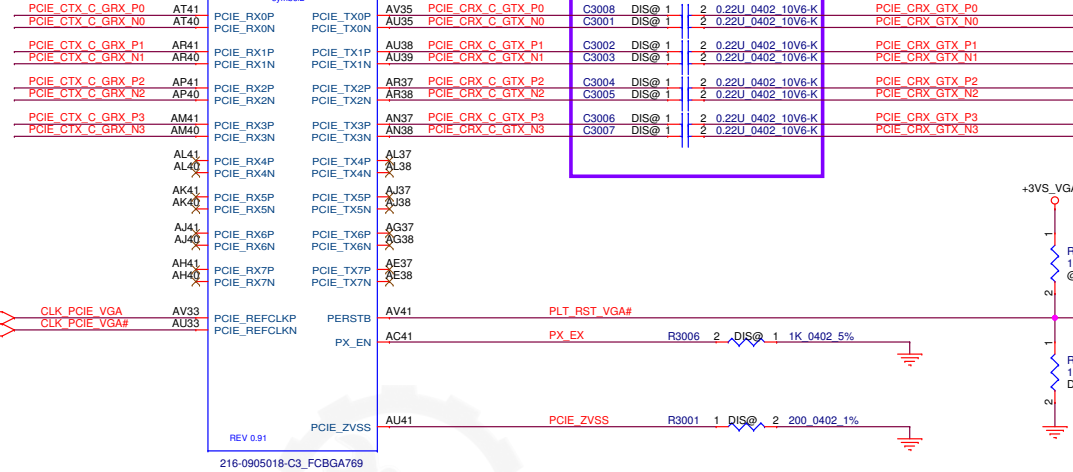 PCIE_CTX_C_GRX_P0 AT41 PCIE_RX0P PCIE_TX0P AV35 PCIE_CRX_C_GTX_P0 C3008 DIS@ 1 2 0.22U_0402_10V6-K PCIE_CRX_GTX_P0
PCIE_CTX_C_GRX_N0 AT40 PCIE_RX0N PCIE_TX0N AU35 PCIE_CRX_C_GTX_N0 C3001 DIS@ 1 2 0.22U_0402_10V6-K PCIE_CRX_GTX_N0
PCIE_CTX_C_GRX_P1 AR41 PCIE_RX1P PCIE_TX1P AU38 PCIE_CRX_C_GTX_P1 C3002 DIS@ 1 2 0.22U_0402_10V6-K PCIE_CRX_GTX_P1
PCIE_CTX_C_GRX_N1 AR40 PCIE_RX1N PCIE_TX1N AU39 PCIE_CRX_C_GTX_N1 C3003 DIS@ 1 2 0.22U_0402_10V6-K PCIE_CRX_GTX_N1
PCIE_CTX_C_GRX_P2 AP41 PCIE_RX2P PCIE_TX2P AR37 PCIE_CRX_C_GTX_P2 C3004 DIS@ 1 2 0.22U_0402_10V6-K PCIE_CRX_GTX_P2
PCIE_CTX_C_GRX_N2 AP40 PCIE_RX2N PCIE_TX2N AR38 PCIE_CRX_C_GTX_N2 C3005 DIS@ 1 2 0.22U_0402_10V6-K PCIE_CRX_GTX_N2
PCIE_CTX_C_GRX_P3 AM41 PCIE_RX3P PCIE_TX3P AN37 PCIE_CRX_C_GTX_P3 C3006 DIS@ 1 2 0.22U_0402_10V6-K PCIE_CRX_GTX_P3
PCIE_CTX_C_GRX_N3 AM40 PCIE_RX3N PCIE_TX3N AN38 PCIE_CRX_C_GTX_N3 C3007 DIS@ 1 2 0.22U_0402_10V6-K PCIE_CRX_GTX_N3
AL41 PCIE_RX4P PCIE_TX4P AL37
AL40 PCIE_RX4N PCIE_TX4N AL38
AK41 PCIE_RX5P PCIE_TX5P AJ37
AK40 PCIE_RX5N PCIE_TX5N AJ38
+3VS_VGA
AJ41 PCIE_RX6P PCIE_TX6P AG37
AJ40 PCIE_RX6N PCIE_TX6N AG38
1
R
1
@
2
AH41 PCIE_RX7P PCIE_TX7P AE37
AH40 PCIE_RX7N PCIE_TX7N AE38
CLK_PCIE_VGA AV33 PCIE_REFCLKP PERSTB AV41 PLT_RST_VGA#
CLK_PCIE_VGA# AU33 PCIE_REFCLKN
PX_EN AC41 PX_EX R3006 2 DIS@ 1 1K_0402_5%
1
R
1
D
2
PCIE_ZVSS AU41 PCIE_ZVSS R3001 1 DIS@ 2 200_0402_1%
REV 0.91
216-0905018-C3_FCBGA769